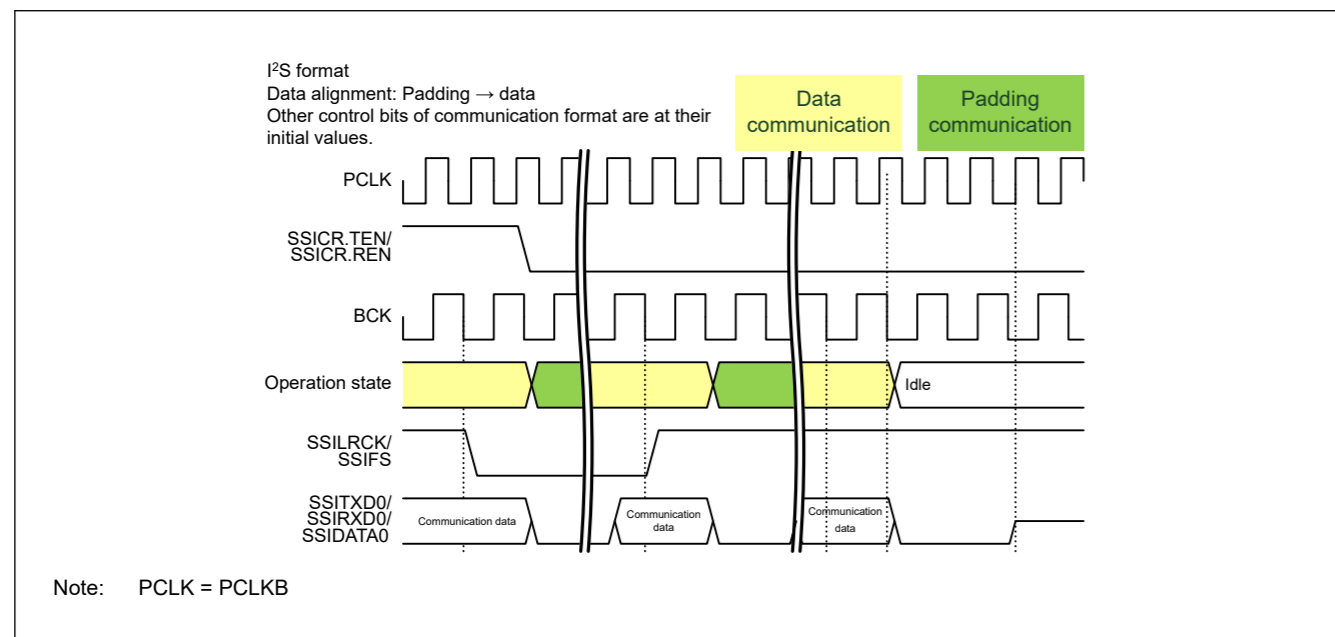 I²S format
Data alignment: Padding → data
Other control bits of communication format are at their
initial values.
Data
communication
Padding
communication
PCLK
SSICR.TEN/
SSICR.REN
BCK
Operation state
Idle
SSILRCK/
SSIFS
SSITXD0/
SSIRXD0/
SSIDATA0
Communication data
Communication
data
Communication
data
Note: PCLK = PCLKB